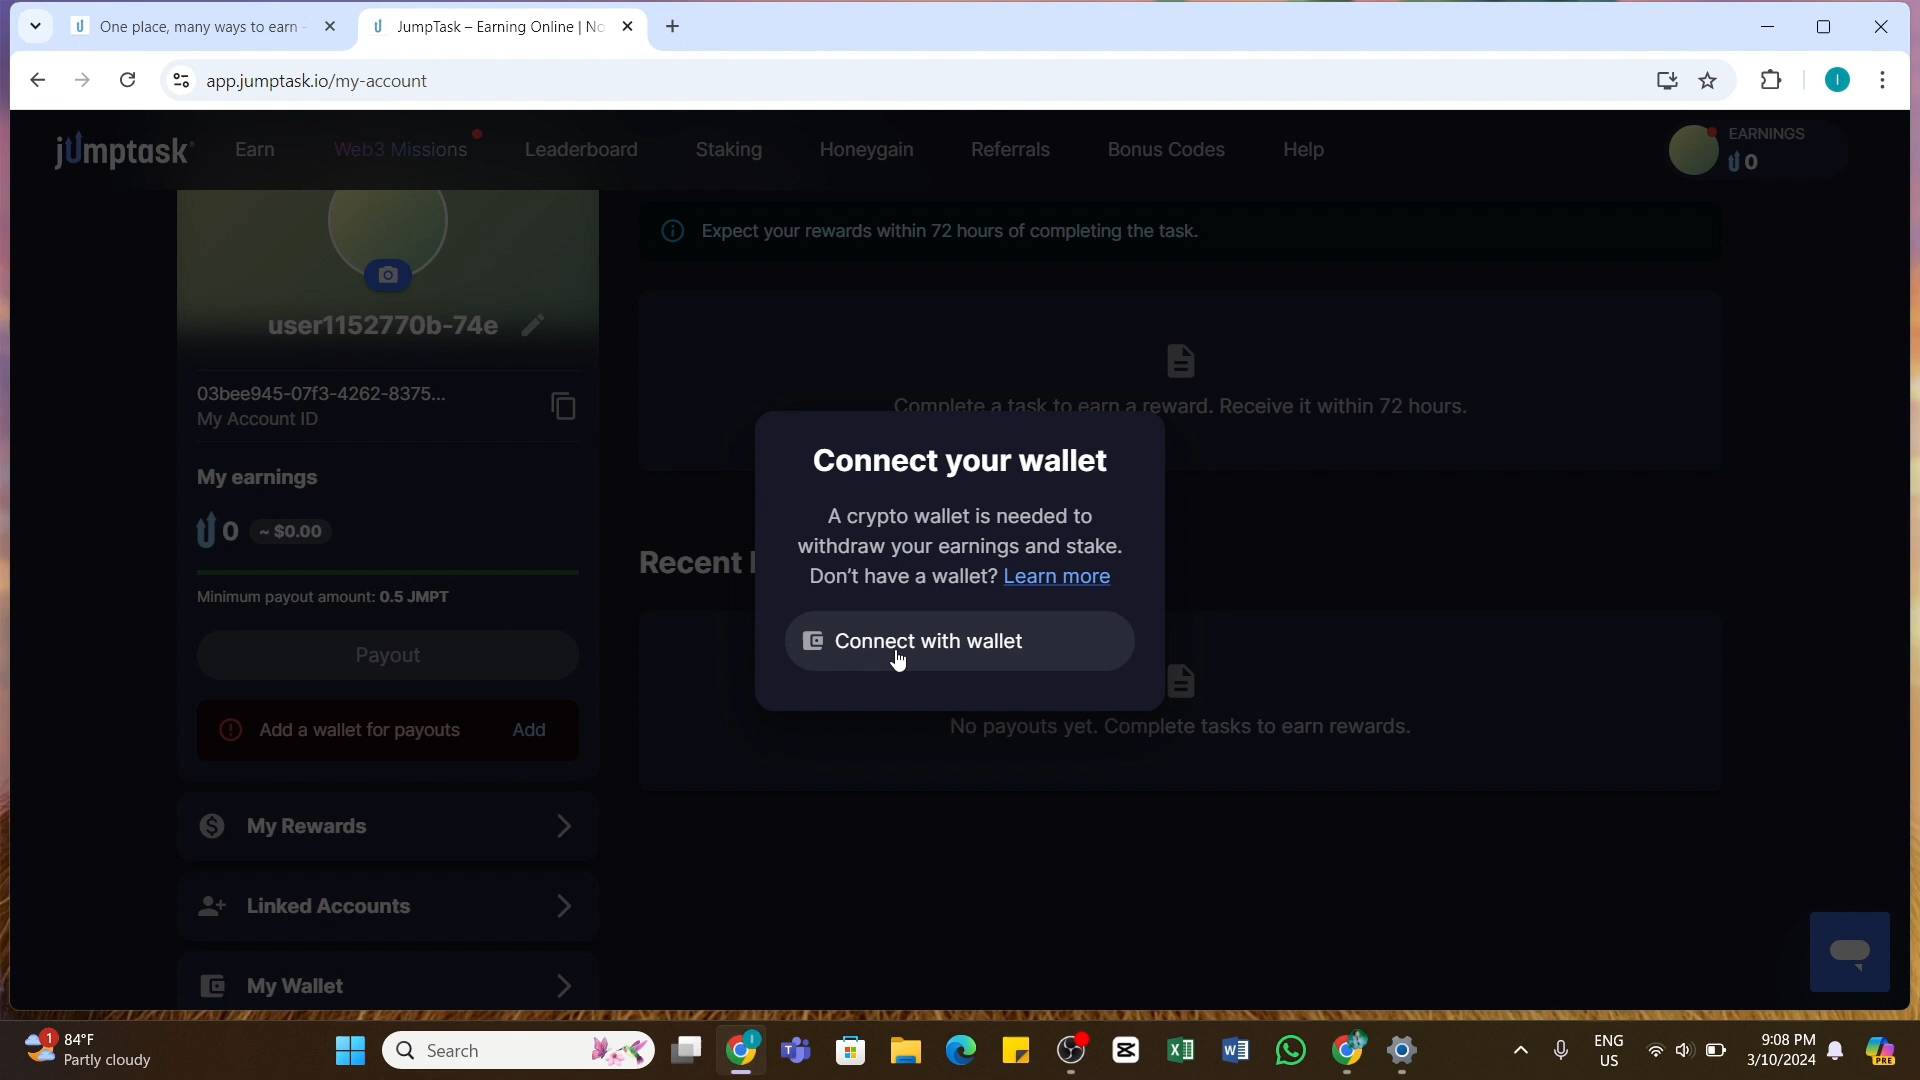 One place, many ways to earn -
JumpTask – Earning Online | No
app.jumptask.io/my-account
I
jumptask
Earn
Web3 Missions
Leaderboard
Staking
Honeygain
Referrals
Bonus Codes
Help
EARNINGS
0
Expect your rewards within 72 hours of completing the task.
user1152770b-74e
03bee945-07f3-4262-8375...
My Account ID
Complete a task to earn a reward. Receive it within 72 hours.
Connect your wallet
My earnings
A crypto wallet is needed to
withdraw your earnings and stake.
Don't have a wallet? Learn more
0 ~ $0.00
Recent
Minimum payout amount: 0.5 JMPT
Connect with wallet
Payout
Add a wallet for payouts Add
No payouts yet. Complete tasks to earn rewards.
My Rewards
Linked Accounts
My Wallet
1
84°F
Partly cloudy
Search
I
ENG
US
9:08 PM
3/10/2024
PRE